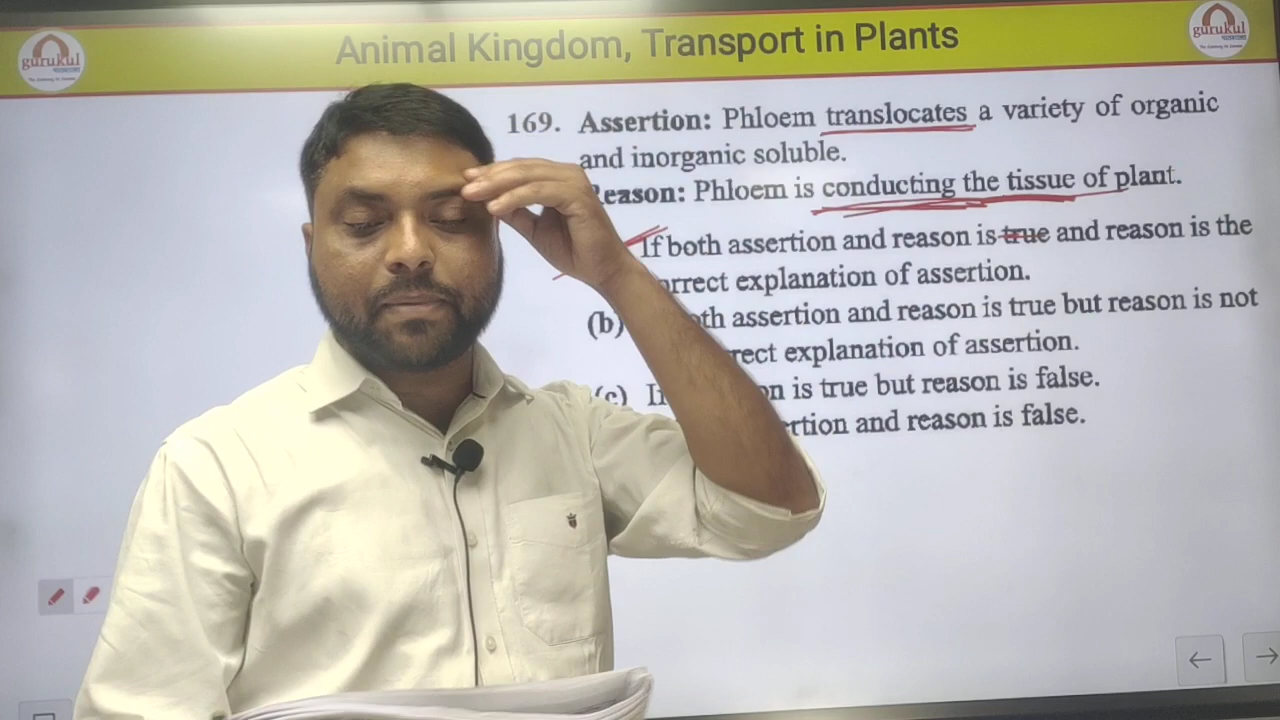 gurukul
Animal Kingdom, Transport in Plants
gurukul
169. Assertion: Phloem translocates a variety of organic
and inorganic soluble.
eason: Phloem is conducting the tissue of plant.
If both assertion and reason is true and reason is the
rrect explanation of assertion.
(b) th assertion and reason is true but reason is not
rect explanation of assertion.
(c) I n is true but reason is false.
rtion and reason is false.